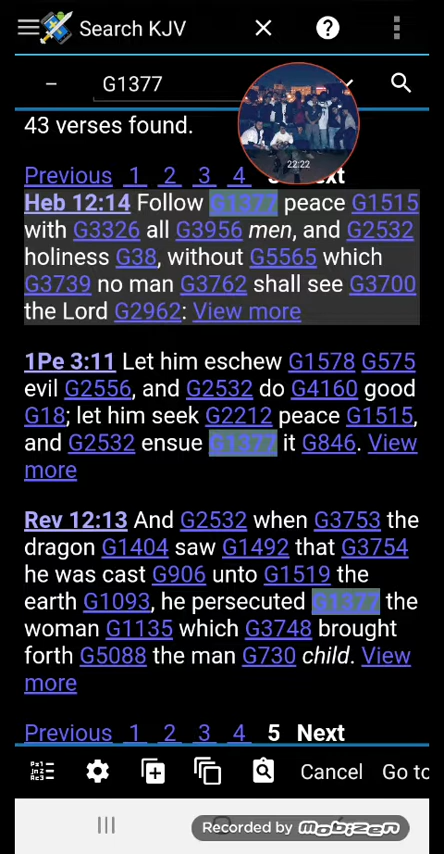 Search KJV
G1377
43 verses found.
22:22
Previous 1 2 3 4 Next
Heb 12:14 Follow G1377 peace G1515
with G3326 all G3956 men, and G2532
holiness G38, without G5565 which
G3739 no man G3762 shall see G3700
the Lord G2962: View more
1Pe 3:11 Let him eschew G1578 G575
evil G2556, and G2532 do G4160 good
G18; let him seek G2212 peace G1515,
and G2532 ensue G1377 it G846. View
more
Rev 12:13 And G2532 when G3753 the
dragon G1404 saw G1492 that G3754
he was cast G906 unto G1519 the
earth G1093, he persecuted G1377 the
woman G1135 which G3748 brought
forth G5088 the man G730 child. View
more
Previous 1 2 3 4 5 Next
Cancel Go to
Recorded by Mobizen